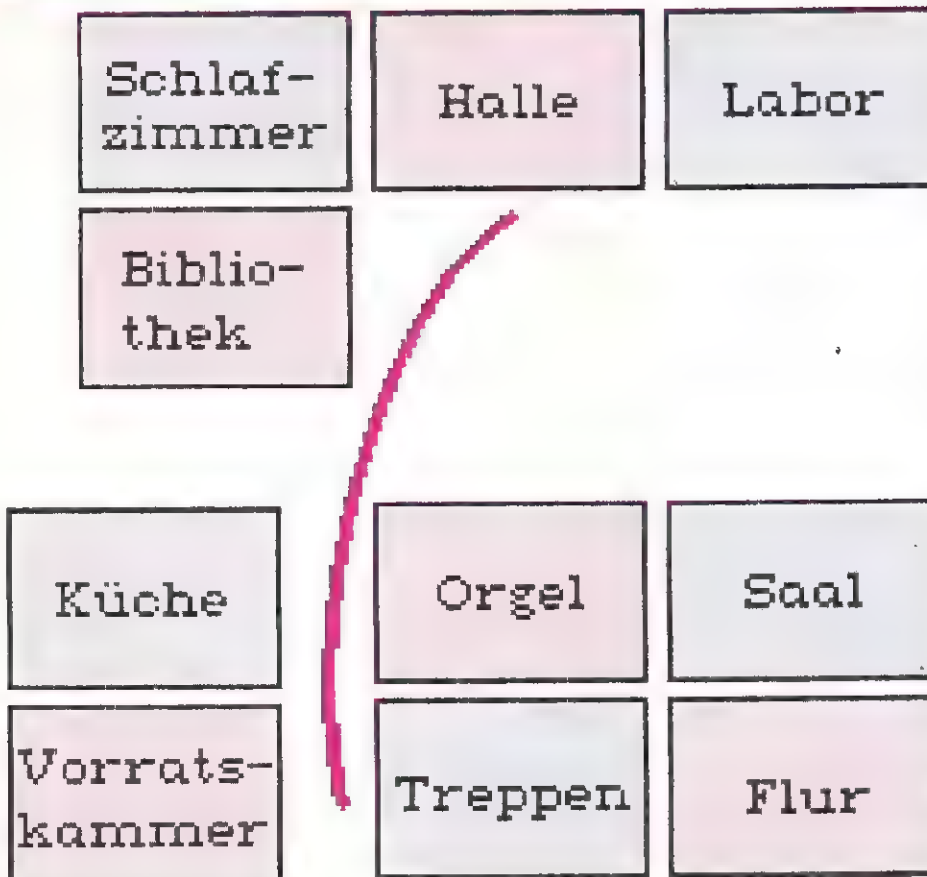 Schlaf-
zimmer
Halle
Labor
Biblio-
thek
Küche
Orgel
Saal
Vorrats-
kammer
Treppen
Flur